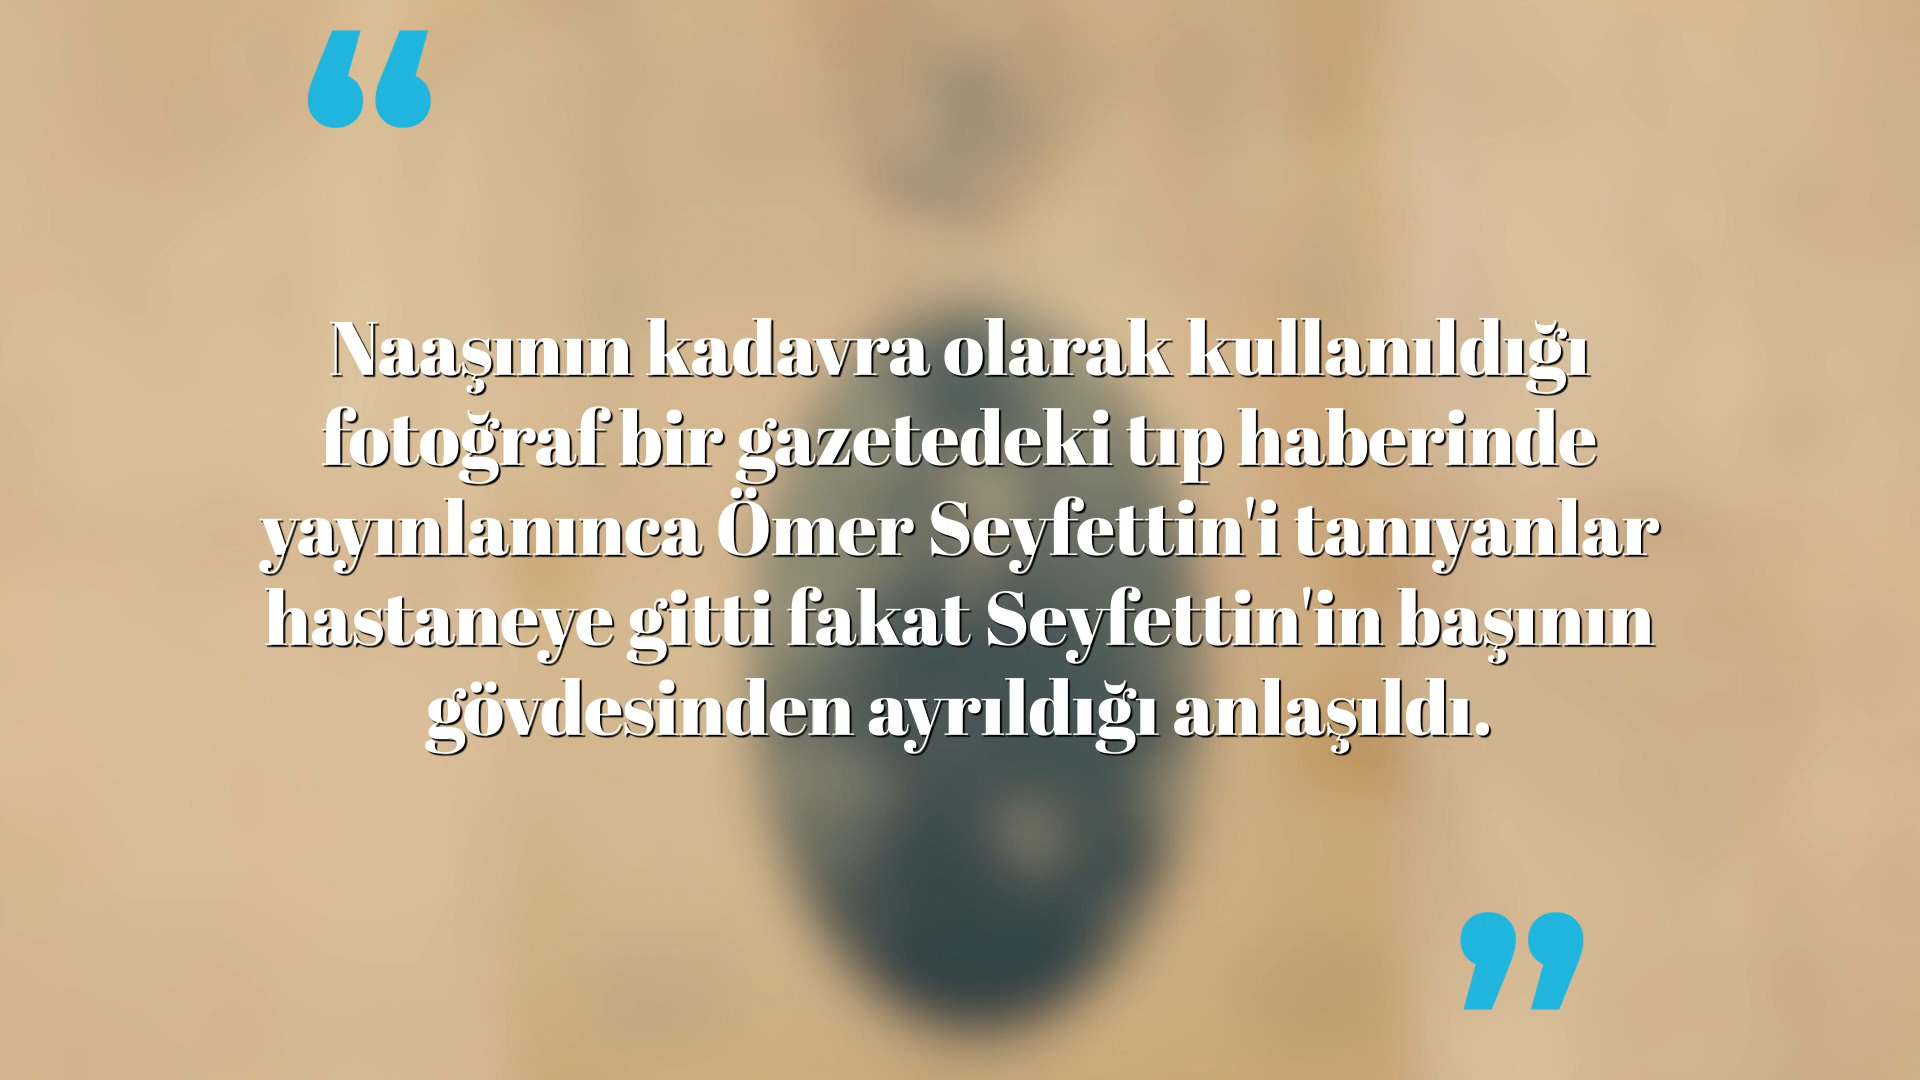 “
Naaşının kadavra olarak kullanıldığı
fotoğraf bir gazetedeki tıp haberinde
yayınlanınca Ömer Seyfettin'i tanıyanlar
hastaneye gitti fakat Seyfettin'in başının
gövdesinden ayrıldığı anlaşıldı.
”